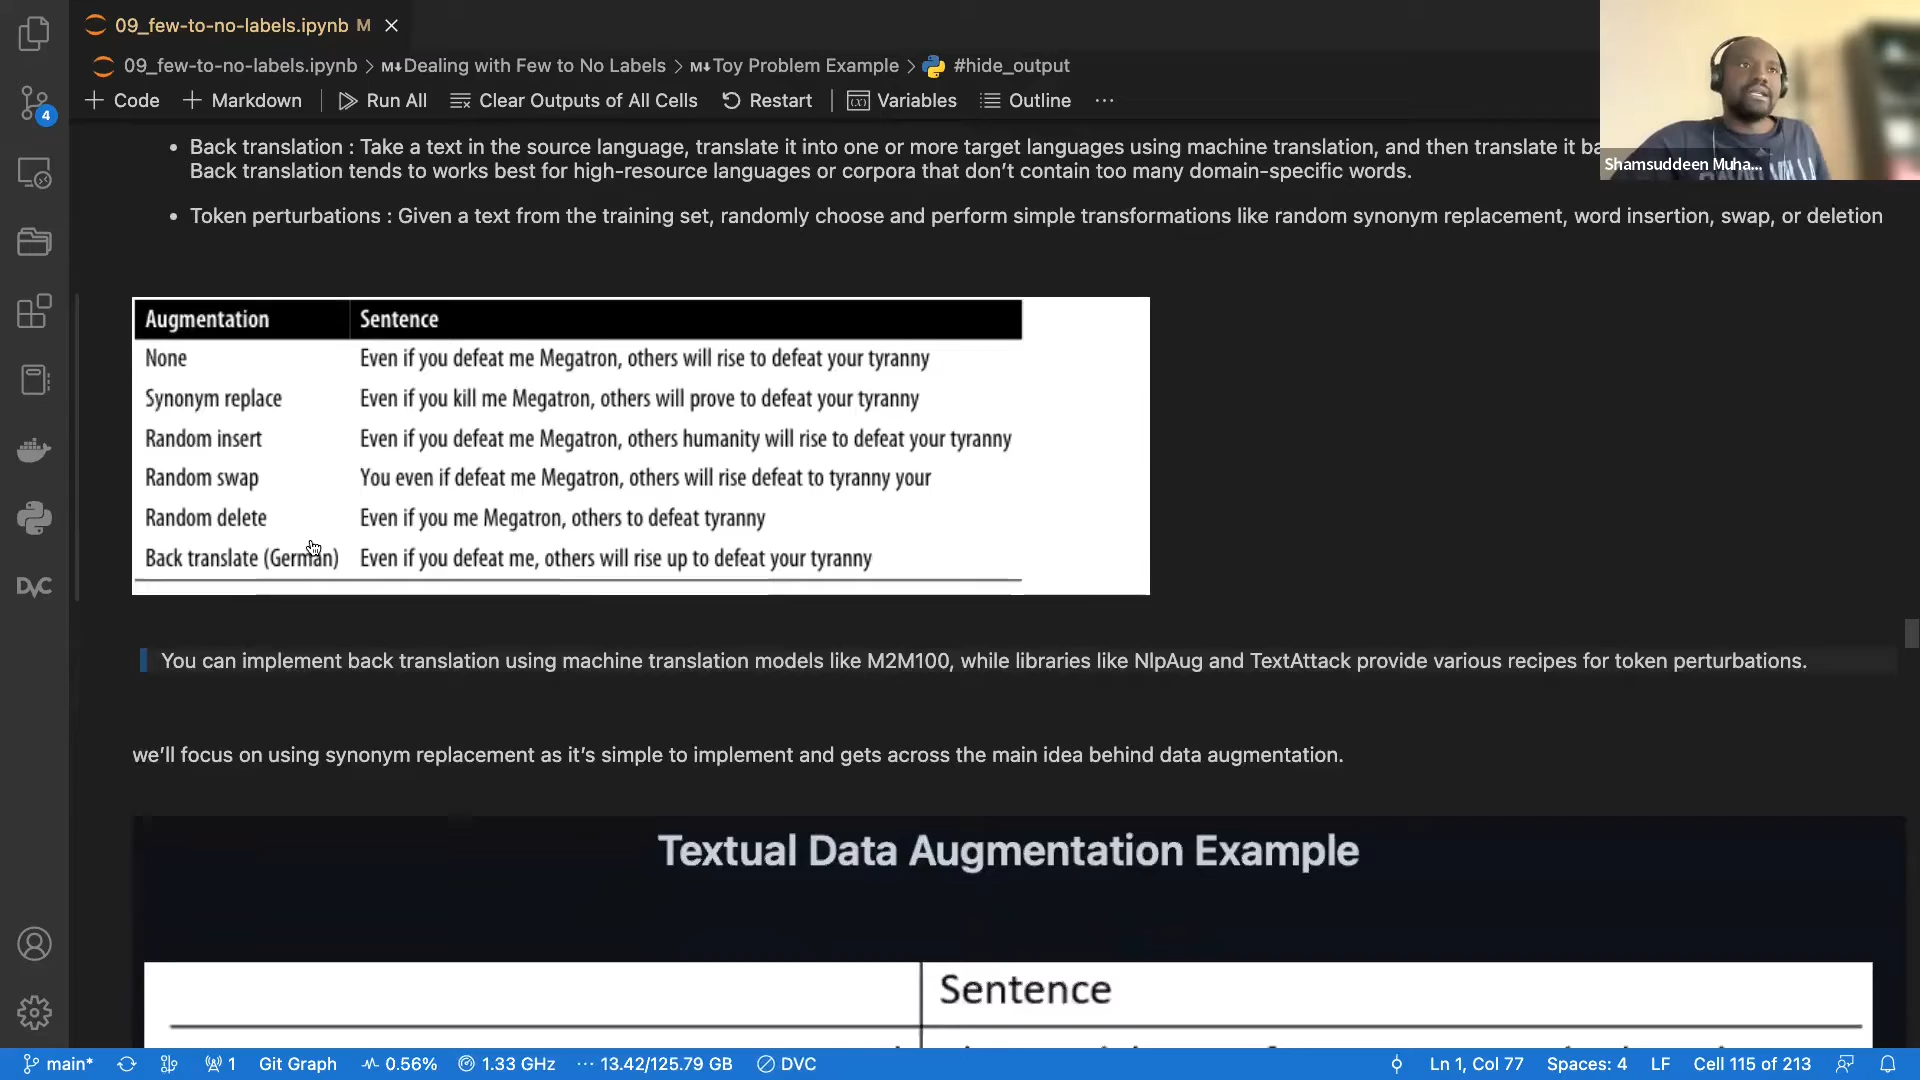 09_few-to-no-labels.ipynb M
09_few-to-no-labels.ipynb > M↓Dealing with Few to No Labels > M↓Toy Problem Example > #hide_output
+ Code + Markdown Run All Clear Outputs of All Cells Restart (x) Variables Outline ...
4
Shamsuddeen Muha...
• Back translation : Take a text in the source language, translate it into one or more target languages using machine translation, and then translate it
Back translation tends to works best for high-resource languages or corpora that don’t contain too many domain-specific words.
• Token perturbations : Given a text from the training set, randomly choose and perform simple transformations like random synonym replacement, word insertion, swap, or deletion
Augmentation Sentence
None Even if you defeat me Megatron, others will rise to defeat your tyranny
Synonym replace Even if you kill me Megatron, others will prove to defeat your tyranny
Random insert Even if you defeat me Megatron, others humanity will rise to defeat your tyranny
Random swap You even if defeat me Megatron, others will rise defeat to tyranny your
Random delete Even if you me Megatron, others to defeat tyranny
Back translate (German) Even if you defeat me, others will rise up to defeat your tyranny
You can implement back translation using machine translation models like M2M100, while libraries like NlpAug and TextAttack provide various recipes for token perturbations.
we’ll focus on using synonym replacement as it’s simple to implement and gets across the main idea behind data augmentation.
DVC
Textual Data Augmentation Example
Sentence
main* 1 Git Graph 0.56% 1.33 GHz ... 13.42/125.79 GB DVC Ln 1, Col 77 Spaces: 4 LF Cell 115 of 213